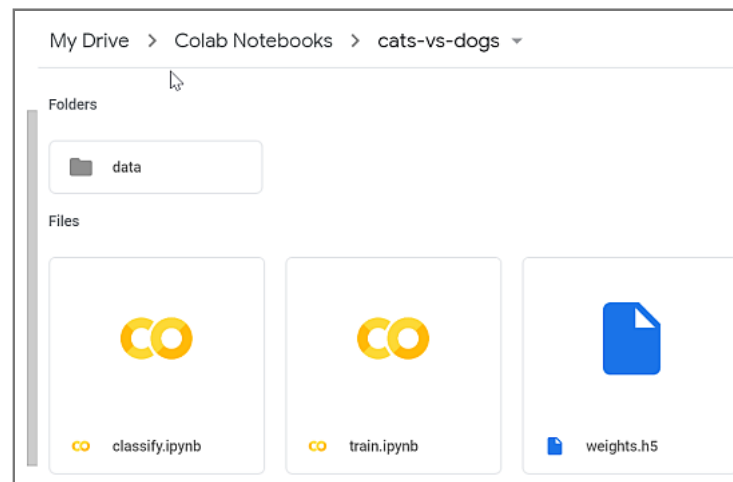 My Drive > Colab Notebooks > cats-vs-dogs
Folders
data
Files
classify.ipynb
train.ipynb
weights.h5